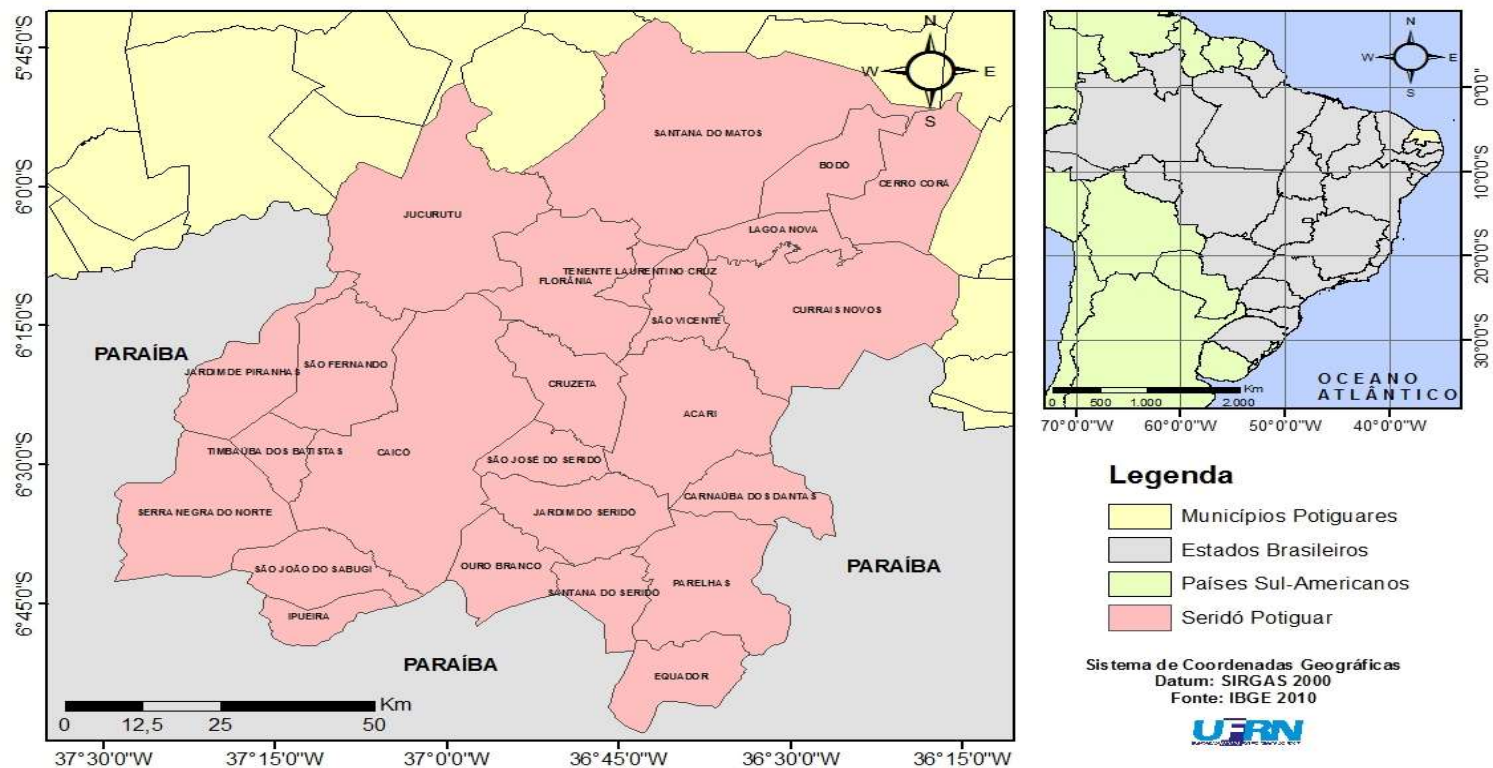 5°45'0"S
6°0'0"S
6°15'0"S
6°30'0"S
6°45'0"S
N
W
E
S
SANTANA DO MATOS
BODÓ
CERRO CORÁ
JUCURUTU
LAGOA NOVA
TENENTE LAURENTINO CRUZ
FLORÂNIA
CURRAIS NOVOS
SÃO VICENTE
PARAÍBA
JARDIM DE PIRANHAS
SÃO FERNANDO
CRUZETA
ACARI
TIMBAÚBA DOS BATISTAS
CAICÓ
SÃO JOSÉ DO SERIDÓ
CARNAÚBA DOS DANTAS
SERRA NEGRA DO NORTE
JARDIM DO SERIDÓ
SÃO JOÃO DO SABUGI
OURO BRANCO
SANTANA DO SERIDÓ
PARELHAS
PARAÍBA
IPUEIRA
PARAÍBA
EQUADOR
Km
0 12,5 25 50
37°30'0"W 37°15'0"W 37°0'0"W 36°45'0"W 36°30'0"W 36°15'0"W
N
W
E
S
0°0'0"
10°0'0"S
20°0'0"S
30°0'0"S
OCEANO
ATLÂNTICO
Km
0 500 1.000 2.000
70°0'0"W 60°0'0"W 50°0'0"W 40°0'0"W
Legenda
Municípios Potiguares
Estados Brasileiros
Países Sul-Americanos
Seridó Potiguar
Sistema de Coordenadas Geográficas
Datum: SIRGAS 2000
Fonte: IBGE 2010
UFRN